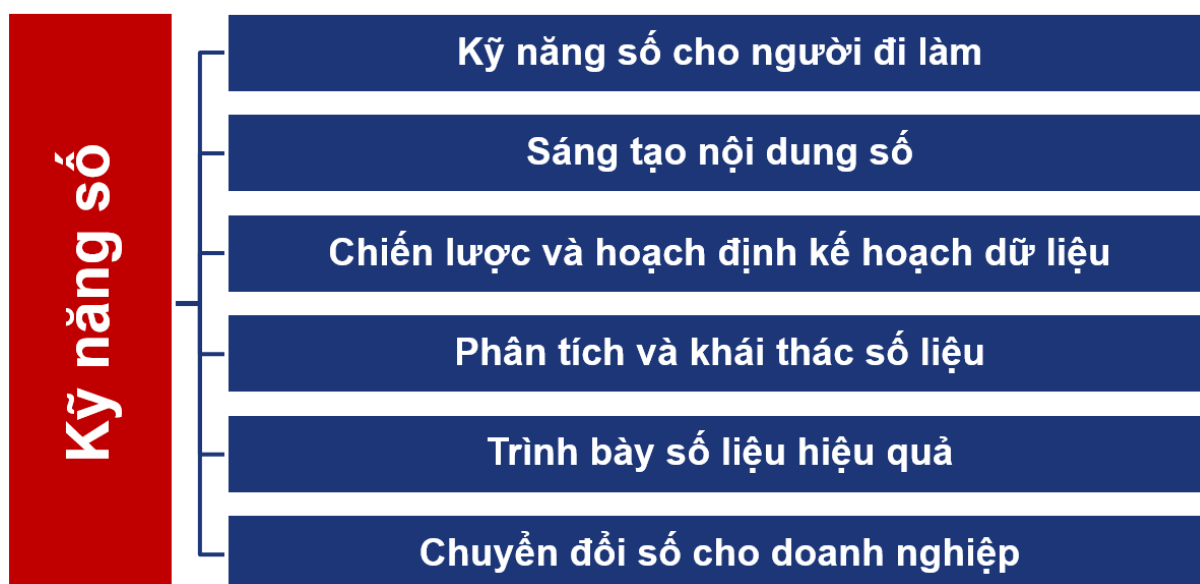 Kỹ năng số
Kỹ năng số cho người đi làm
Sáng tạo nội dung số
Chiến lược và hoạch định kế hoạch dữ liệu
Phân tích và khái thác số liệu
Trình bày số liệu hiệu quả
Chuyển đổi số cho doanh nghiệp